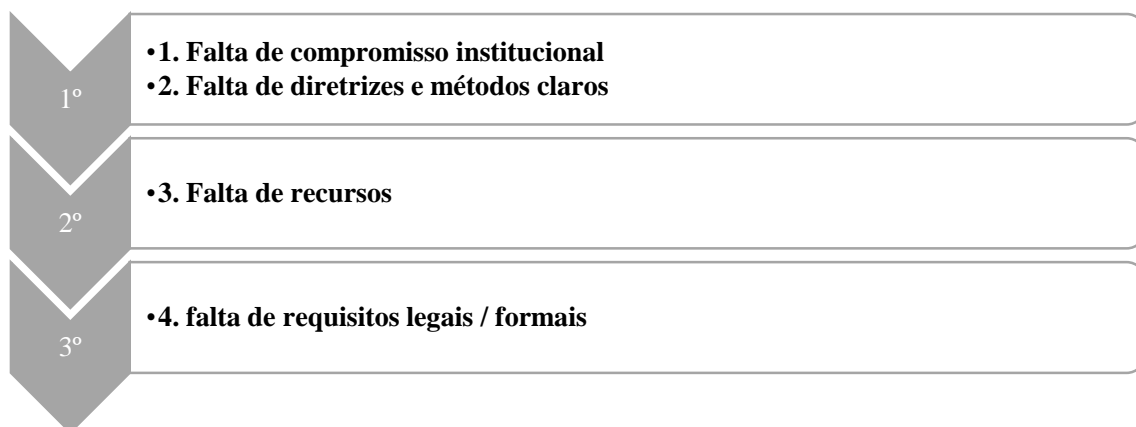 1º
•1. Falta de compromisso institucional
•2. Falta de diretrizes e métodos claros
2º
•3. Falta de recursos
3º
•4. falta de requisitos legais / formais